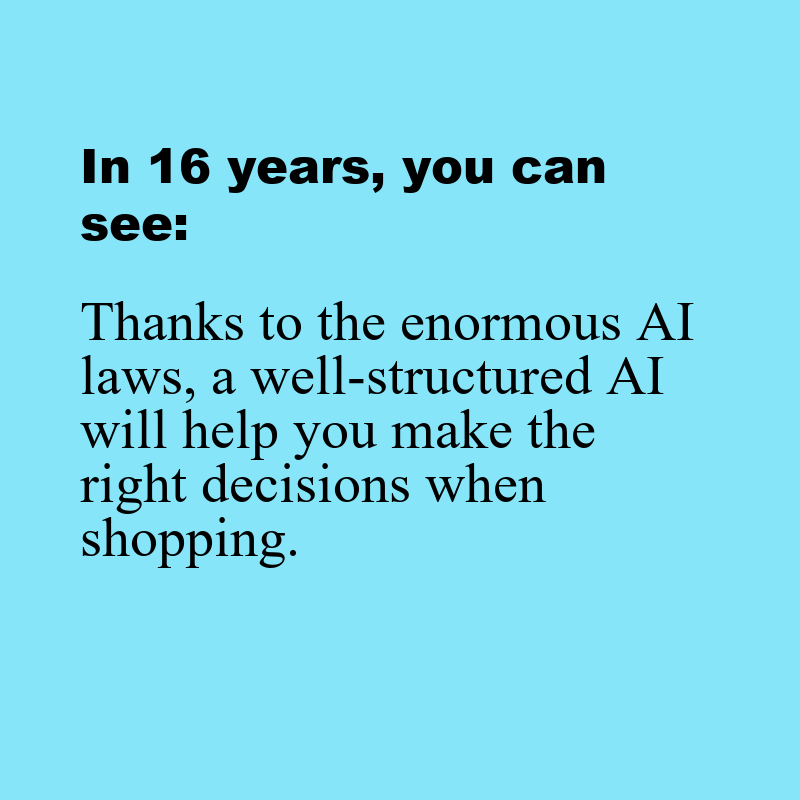 In 16 years, you can
see:
Thanks to the enormous AI
laws, a well-structured AI
will help you make the
right decisions when
shopping.